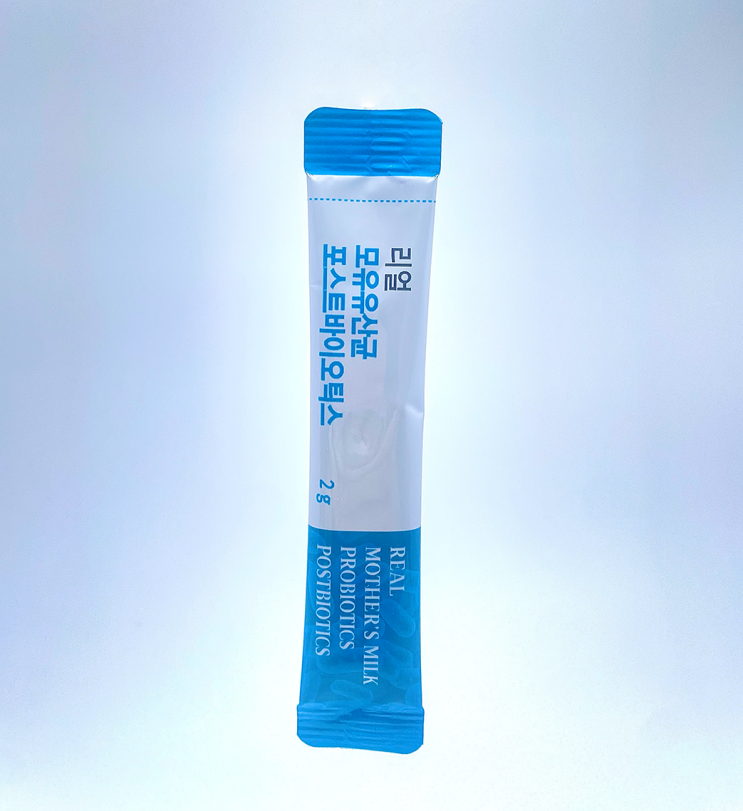 리얼
모유유산균
포스트바이오틱스
2 g
REAL
MOTHER'S MILK
PROBIOTICS
POSTBIOTICS